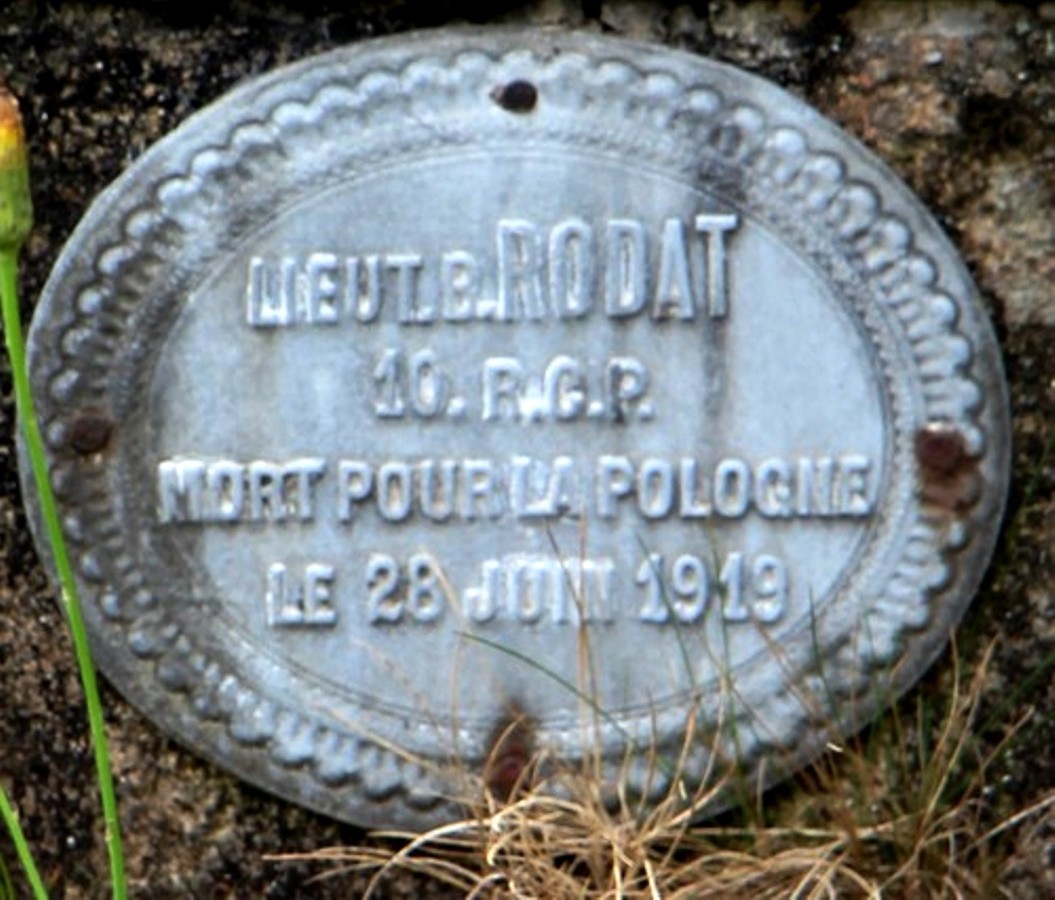 LIEUT. B. RODAT
10. R.C.P.
MORT POUR LA POLOGNE
LE 28 JUIN 1919